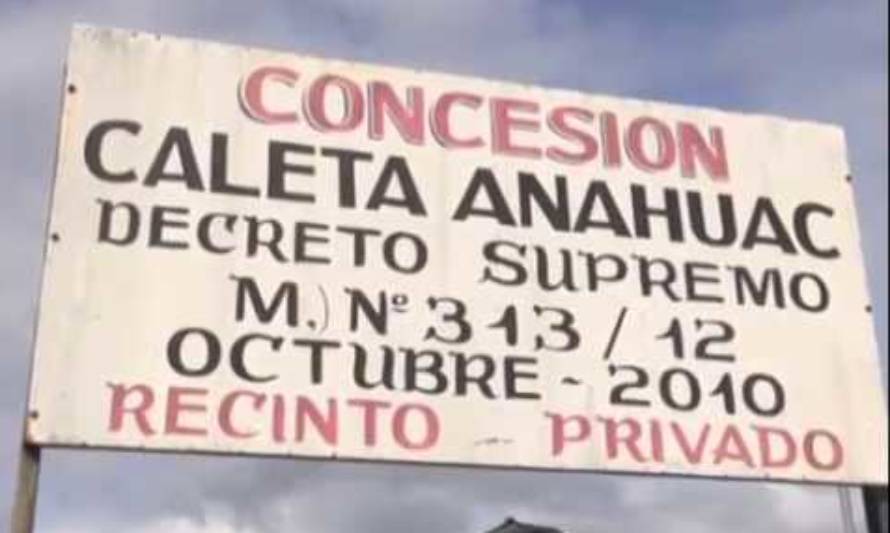 CONCESION
CALETA ANAHUAC
DECRETO SUPREMO
M.) Nº 313 / 12
OCTUBRE - 2010
RECINTO - PRIVADO